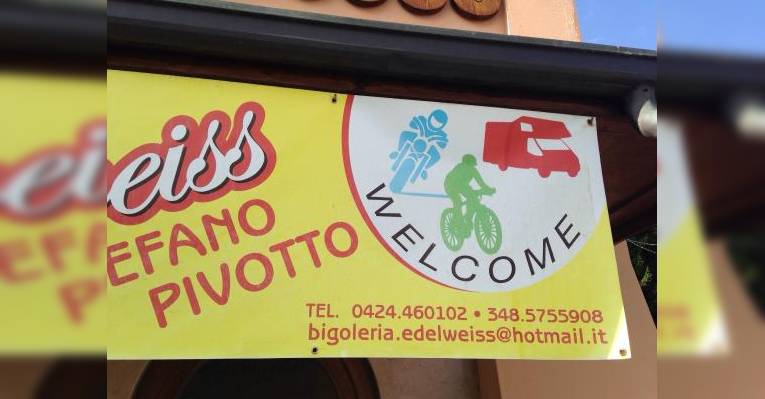 eiss
EFANO
PIVOTTO
WELCOME
TEL. 0424.460102 • 348.5755908
bigoleria.edelweiss@hotmail.it